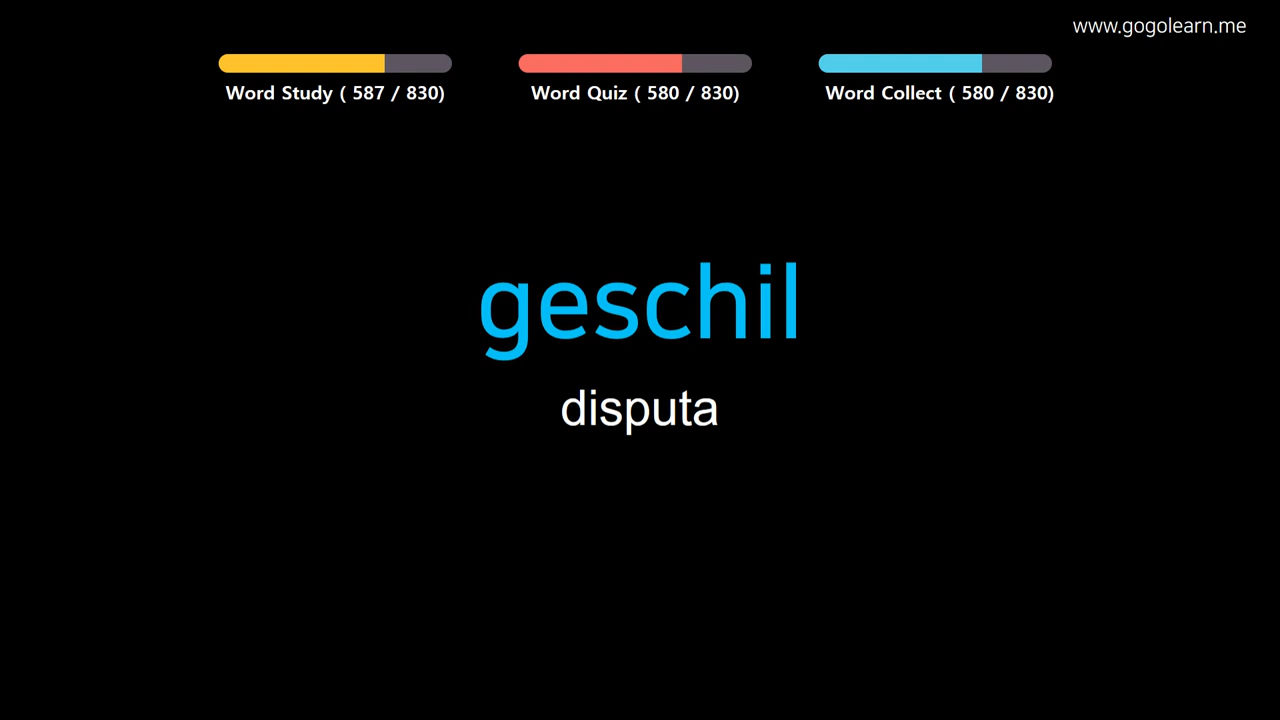 www.gogolearn.me
Word Study ( 587 / 830)
Word Quiz ( 580 / 830)
Word Collect ( 580 / 830)
geschil
disputa